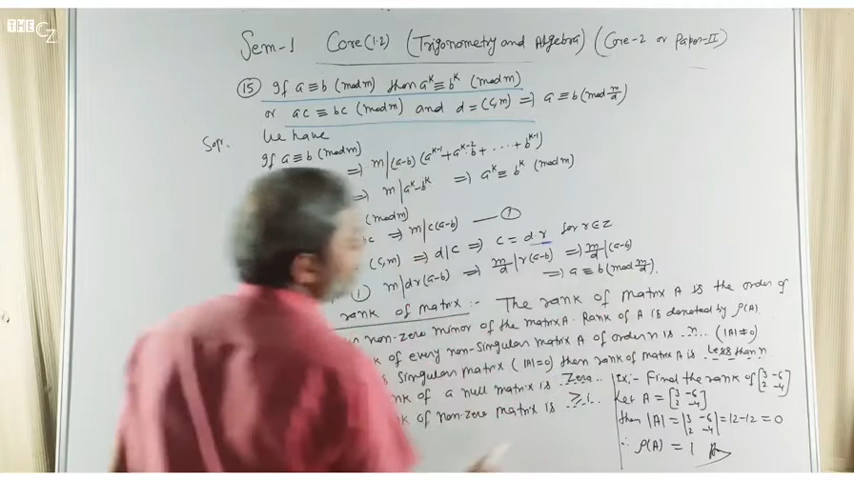 THE CZ
Sem-1 Core(1·2) (Trigonometry and Algebra) (Core-2 or Paper-II)
(15) If a ≡ b (mod m) then a^k ≡ b^k (mod m)
or ac ≡ bc (mod m) and d = (c,m) ⇒ a ≡ b (mod m/d)
Sopn. We have
If a ≡ b (mod m)
⇒ m|(a-b) (a^k-1 + a^k-2·b + ..... + b^k-1)
⇒ m|a^k-b^k ⇒ a^k ≡ b^k (mod m)
(mod m)
c ⇒ m|c(a-b) — (1)
(c,m) ⇒ d|c ⇒ c = d·r for r∈Z
(1) m|dr(a-b) ⇒ m/d|r(a-b) ⇒ m/d|(a-b)
⇒ a ≡ b (mod m/d).
rank of matrix :- The rank of matrix A is the order of
non-zero minor of the matrix A. Rank of A is denoted by ρ(A).
of every non-singular matrix A of order n is ..n... (|A|≠0)
singular matrix (|A|=0) then rank of matrix A is less than n
of a null matrix is .Zero..
of non-zero matrix is ..≥1..
Ex:- Find the rank of [3 -6
2 -4]
Let A = [3 -6
2 -4]
then |A| = |3 -6
2 -4| = 12-12 = 0
∴ ρ(A) = 1